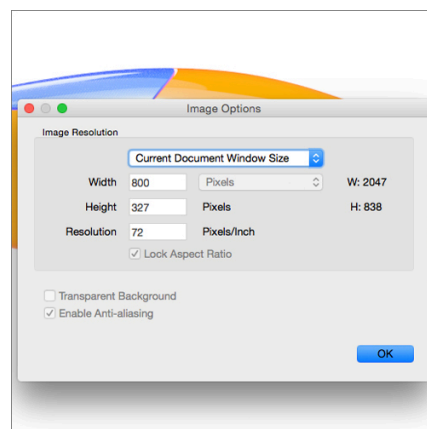 Image Options
Image Resolution
Current Document Window Size
Width 800 Pixels W: 2047
Height 327 Pixels H: 838
Resolution 72 Pixels/Inch
Lock Aspect Ratio
Transparent Background
Enable Anti-aliasing
OK